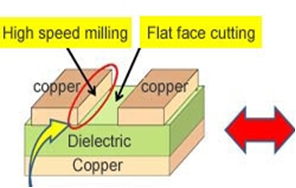 High speed milling
Flat face cutting
copper
copper
Dielectric
Copper